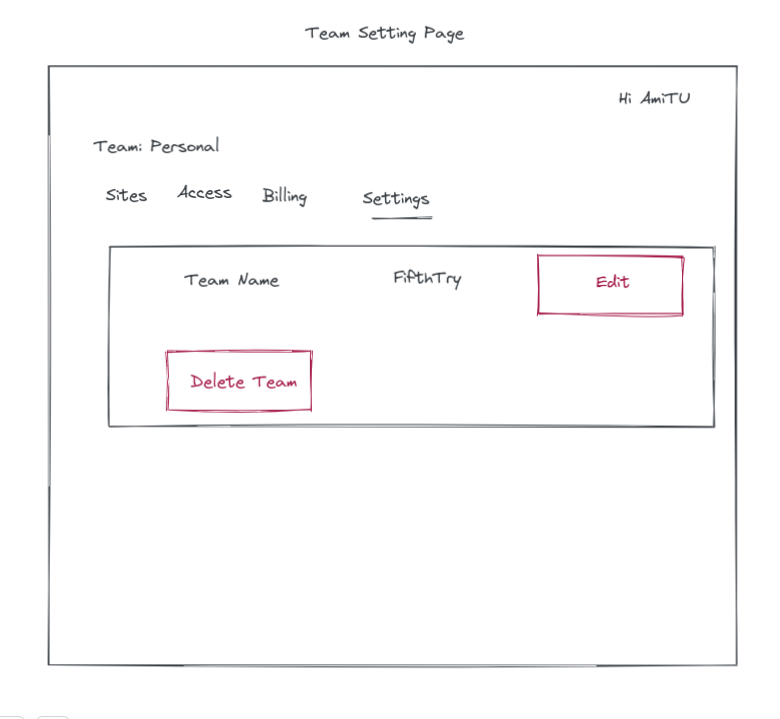 Team Setting Page
Hi AmiTU
Team: Personal
Sites Access Billing Settings
Team Name FifthTry Edit
Delete Team